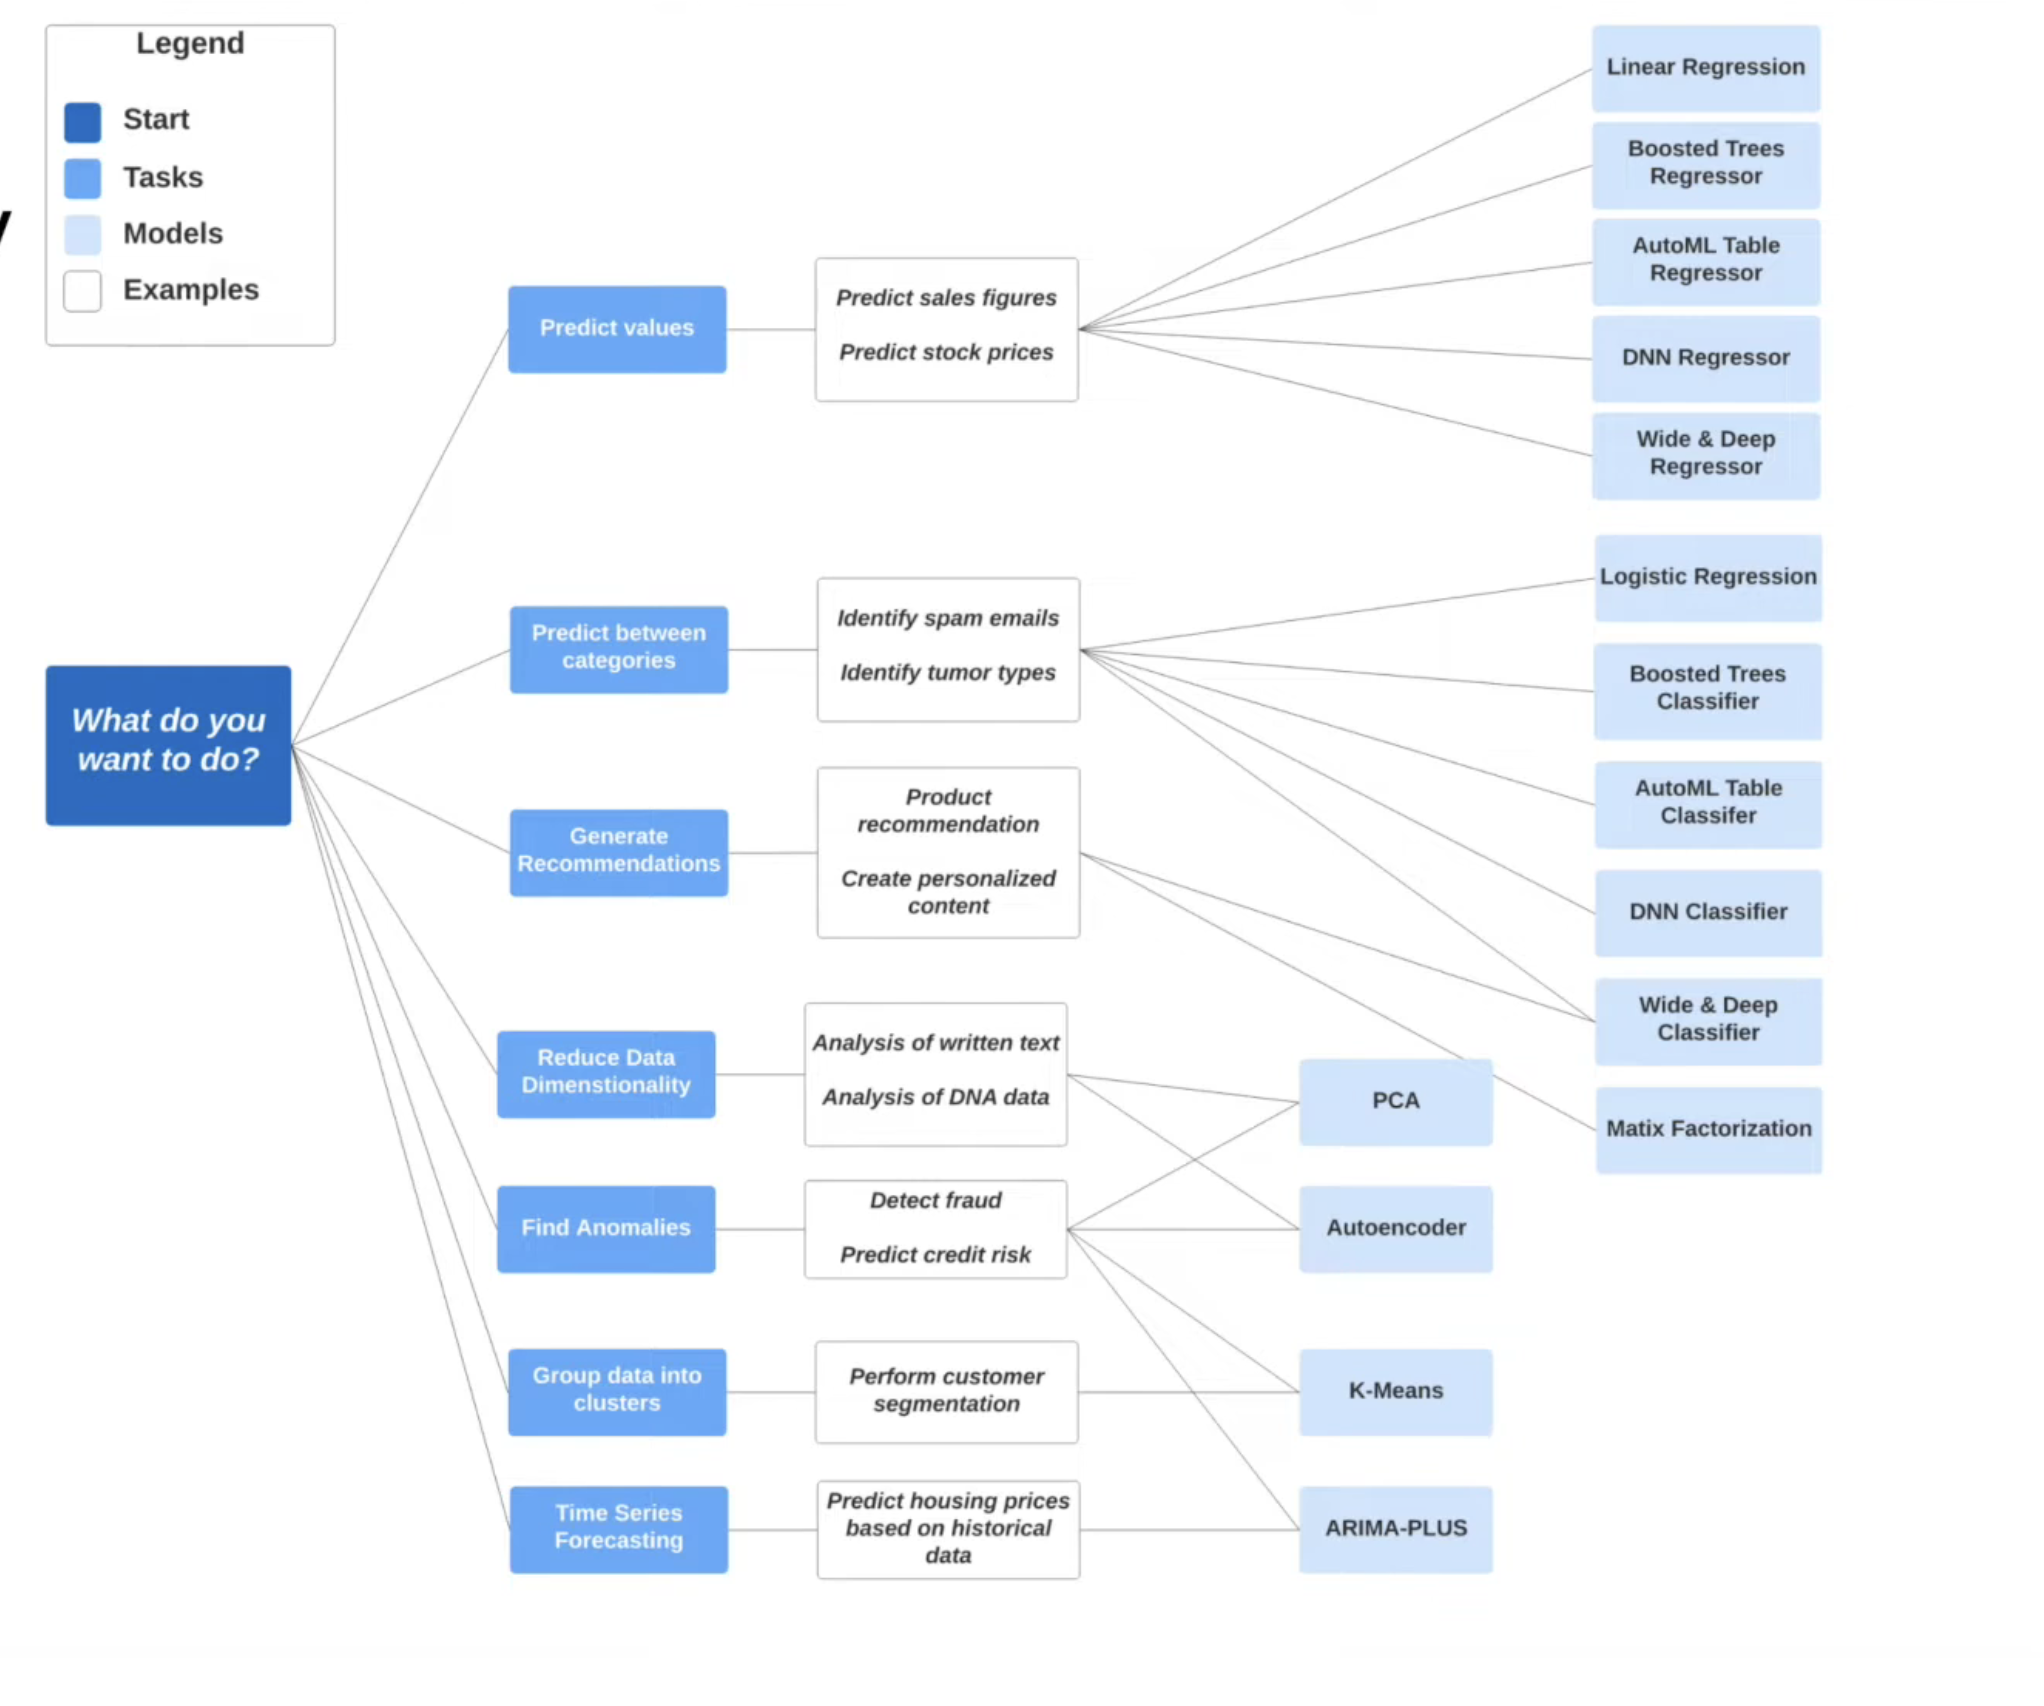 Legend
Start
Tasks
Models
Examples
What do you
want to do?
Predict values
Predict sales figures
Predict stock prices
Linear Regression
Boosted Trees
Regressor
AutoML Table
Regressor
DNN Regressor
Wide & Deep
Regressor
Predict between
categories
Identify spam emails
Identify tumor types
Logistic Regression
Boosted Trees
Classifier
AutoML Table
Classifer
DNN Classifier
Wide & Deep
Classifier
Generate
Recommendations
Product
recommendation
Create personalized
content
Matix Factorization
Reduce Data
Dimenstionality
Analysis of written text
Analysis of DNA data
PCA
Find Anomalies
Detect fraud
Predict credit risk
Autoencoder
Group data into
clusters
Perform customer
segmentation
K-Means
Time Series
Forecasting
Predict housing prices
based on historical
data
ARIMA-PLUS